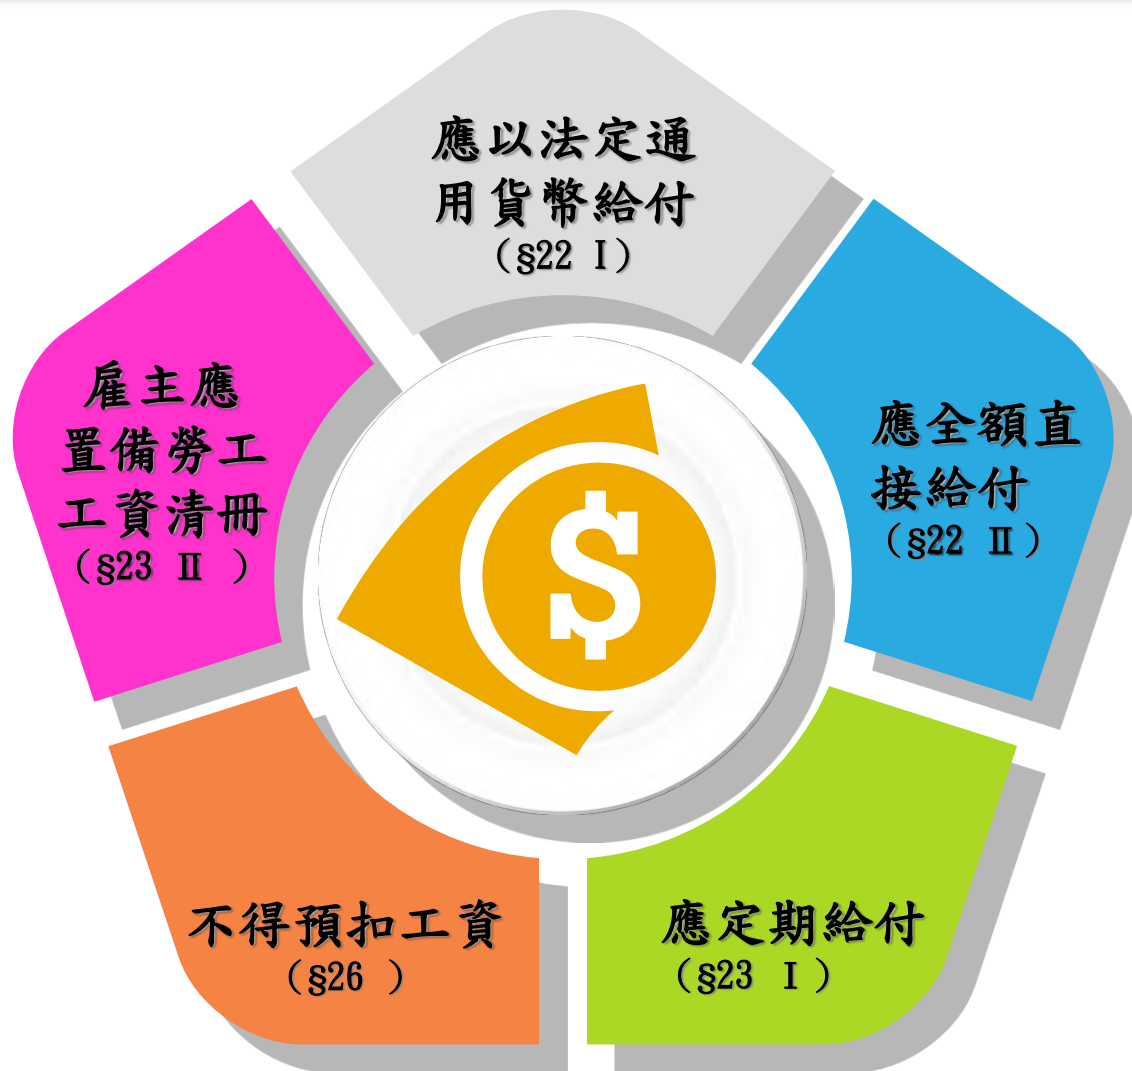 應以法定通
用貨幣給付
（§22 I）
應全額直
接給付
（§22 Ⅱ）
應定期給付
（§23 Ｉ）
不得預扣工資
（§26 ）
雇主應
置備勞工
工資清冊
（§23 Ⅱ ）
$